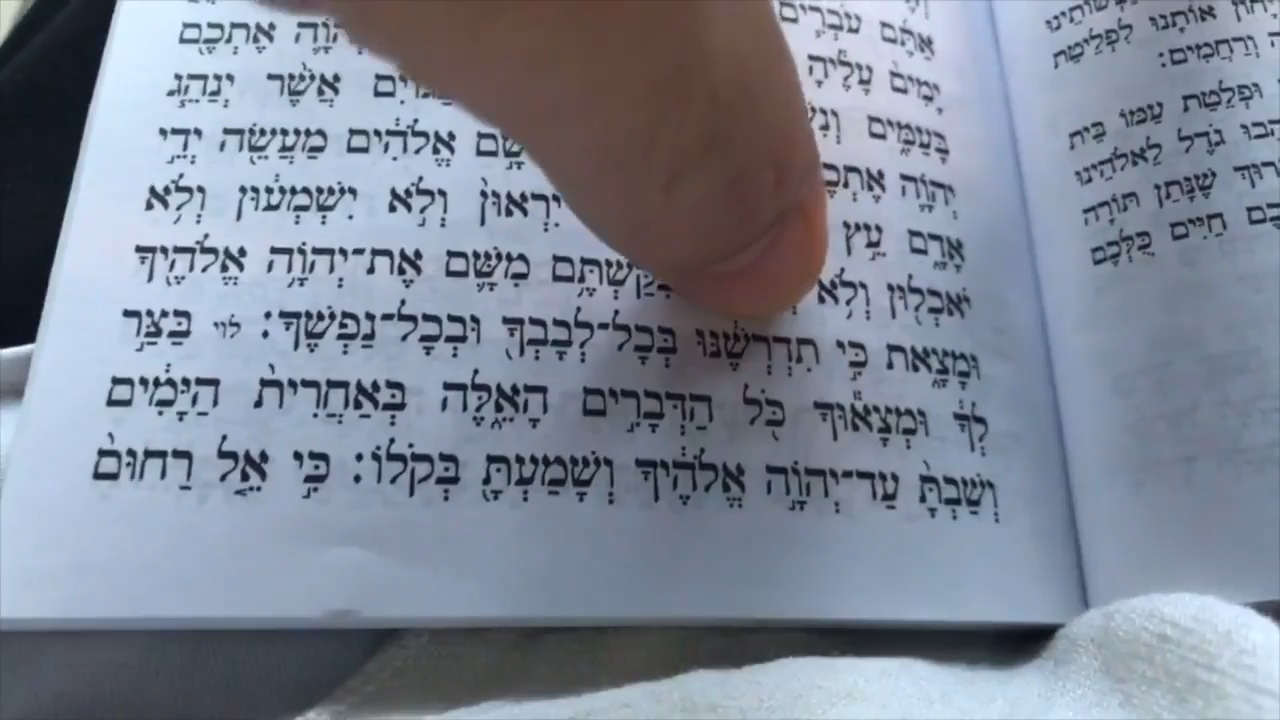 אַתֶּם עֹבְרִים יְהוָֹה אֶתְכֶם
יָמִים עָלֶיהָ אֲשֶׁר יְנַהֵג
בָּעַמִּים שָׁם אֱלֹהִים מַעֲשֵׂה יְדֵי
יְהוָֹה אֶתְכֶם
אָדָם עֵץ יִרְאוּן וְלֹא יִשְׁמְעוּן וְלֹא
יֹאכְלוּן וְלֹא בִקַּשְׁתֶּם מִשָּׁם אֶת־יְהוָֹה אֱלֹהֶיךָ
וּמָצָאתָ כִּי תִדְרְשֶׁנּוּ בְּכָל־לְבָבְךָ וּבְכָל־נַפְשֶׁךָ: לוי בַּצַּר
לְךָ וּמְצָאוּךָ כֹּל הַדְּבָרִים הָאֵלֶּה בְּאַחֲרִית הַיָּמִים
וְשַׁבְתָּ עַד־יְהוָֹה אֱלֹהֶיךָ וְשָׁמַעְתָּ בְּקֹלוֹ: כִּי אֵל רַחוּם
אוֹתָנוּ לִפְלֵיטַת
וְרַחֲמִים:
וּפְלֵטַת עַמּוֹ בֵּית
גֹדֶל לֵאלֹהֵינוּ
שֶׁנָּתַן תּוֹרָה
חַיִּים כֻּלְּכֶם